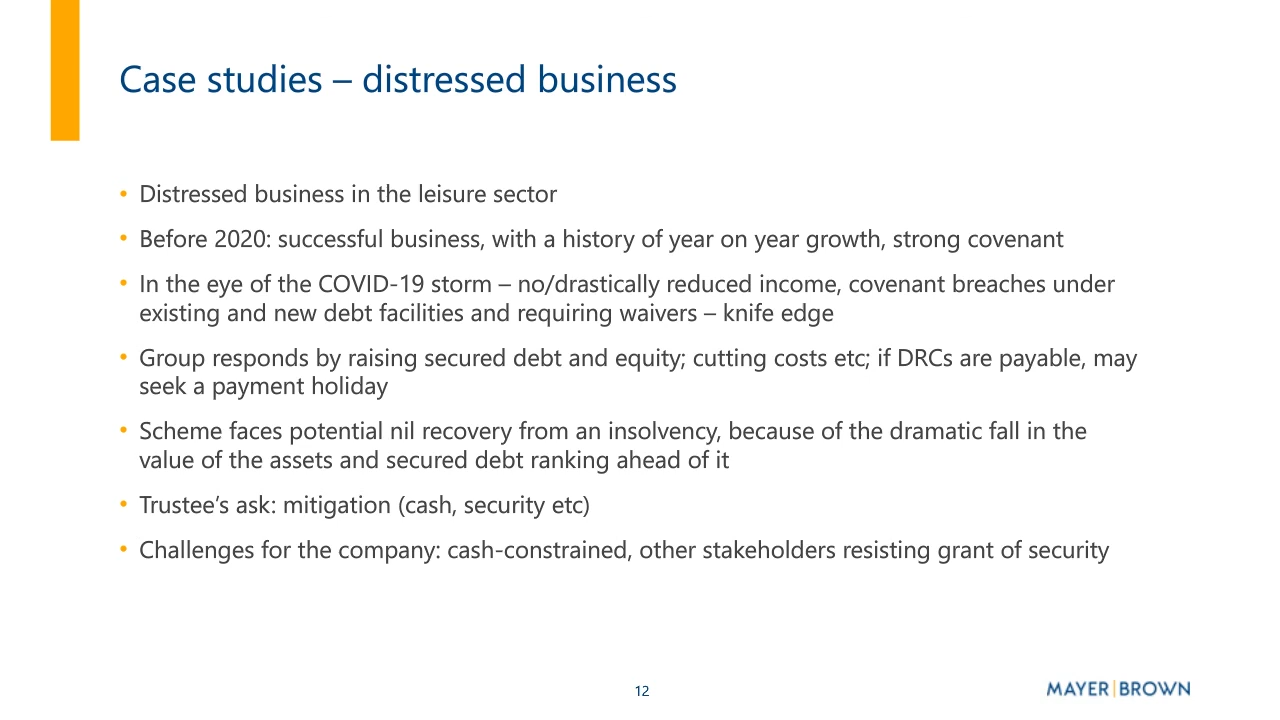 Case studies – distressed business
• Distressed business in the leisure sector
• Before 2020: successful business, with a history of year on year growth, strong covenant
• In the eye of the COVID-19 storm – no/drastically reduced income, covenant breaches under
existing and new debt facilities and requiring waivers – knife edge
• Group responds by raising secured debt and equity; cutting costs etc; if DRCs are payable, may
seek a payment holiday
• Scheme faces potential nil recovery from an insolvency, because of the dramatic fall in the
value of the assets and secured debt ranking ahead of it
• Trustee’s ask: mitigation (cash, security etc)
• Challenges for the company: cash-constrained, other stakeholders resisting grant of security
12
MAYER|BROWN